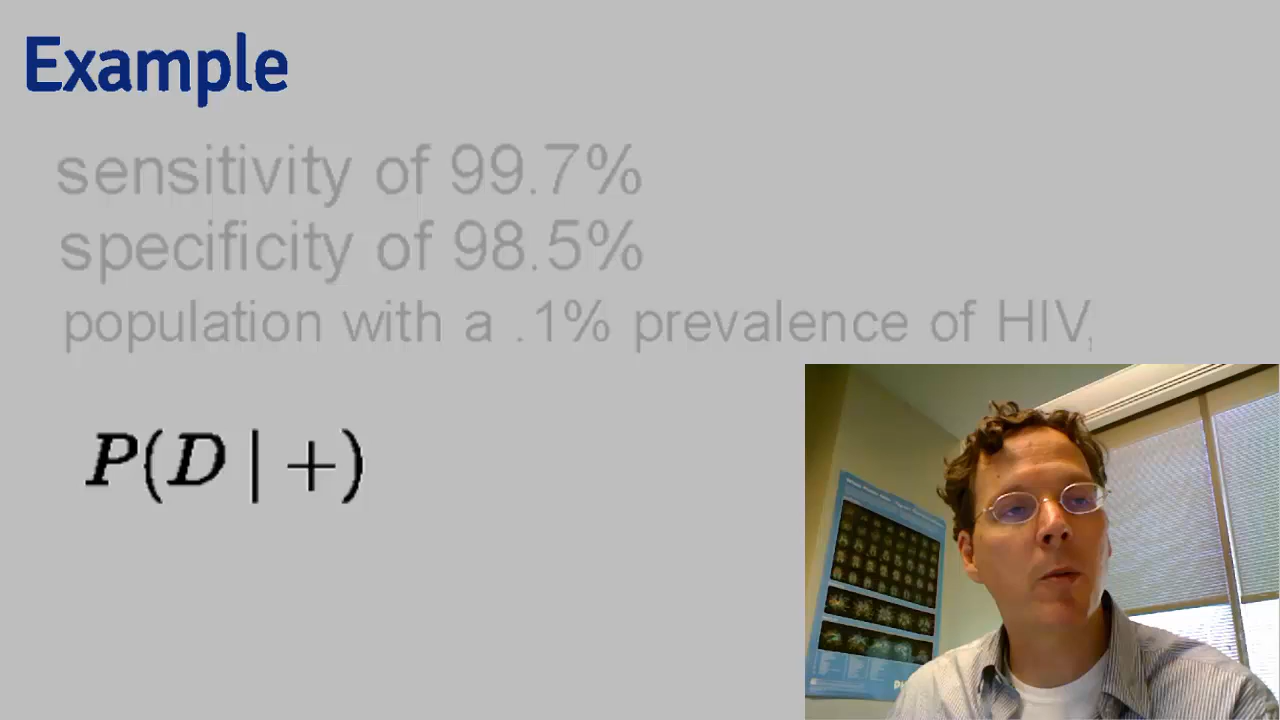 Example
sensitivity of 99.7%
specificity of 98.5%
population with a .1% prevalence of HIV,
P(D | +)